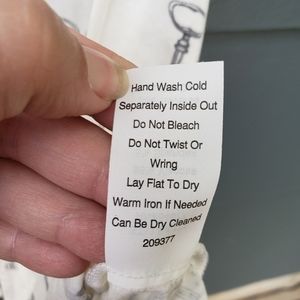 Hand Wash Cold
Separately Inside Out
Do Not Bleach
Do Not Twist Or
Wring
Lay Flat To Dry
Warm Iron If Needed
Can Be Dry Cleaned
209377